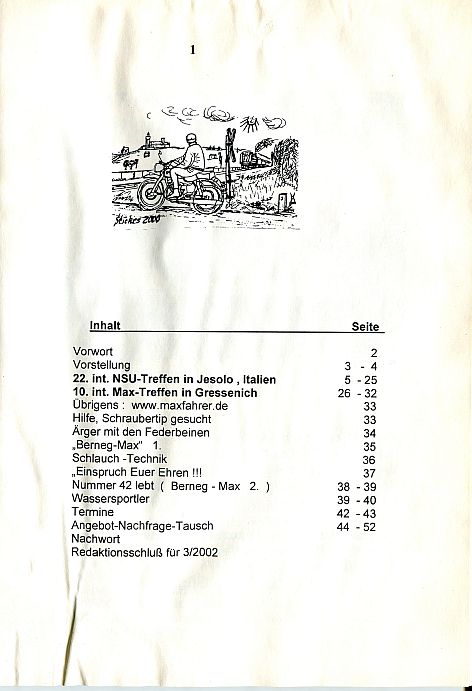 1
Stickes 2000
Inhalt Seite
Vorwort 2
Vorstellung 3 - 4
22. int. NSU-Treffen in Jesolo , Italien 5 - 25
10. int. Max-Treffen in Gressenich 26 - 32
Übrigens : www.maxfahrer.de 33
Hilfe, Schraubertip gesucht 33
Ärger mit den Federbeinen 34
„Berneg-Max" 1. 35
Schlauch -Technik 36
„Einspruch Euer Ehren !!! 37
Nummer 42 lebt ( Berneg - Max 2. ) 38 - 39
Wassersportler 39 - 40
Termine 42 - 43
Angebot-Nachfrage-Tausch 44 - 52
Nachwort
Redaktionsschluß für 3/2002